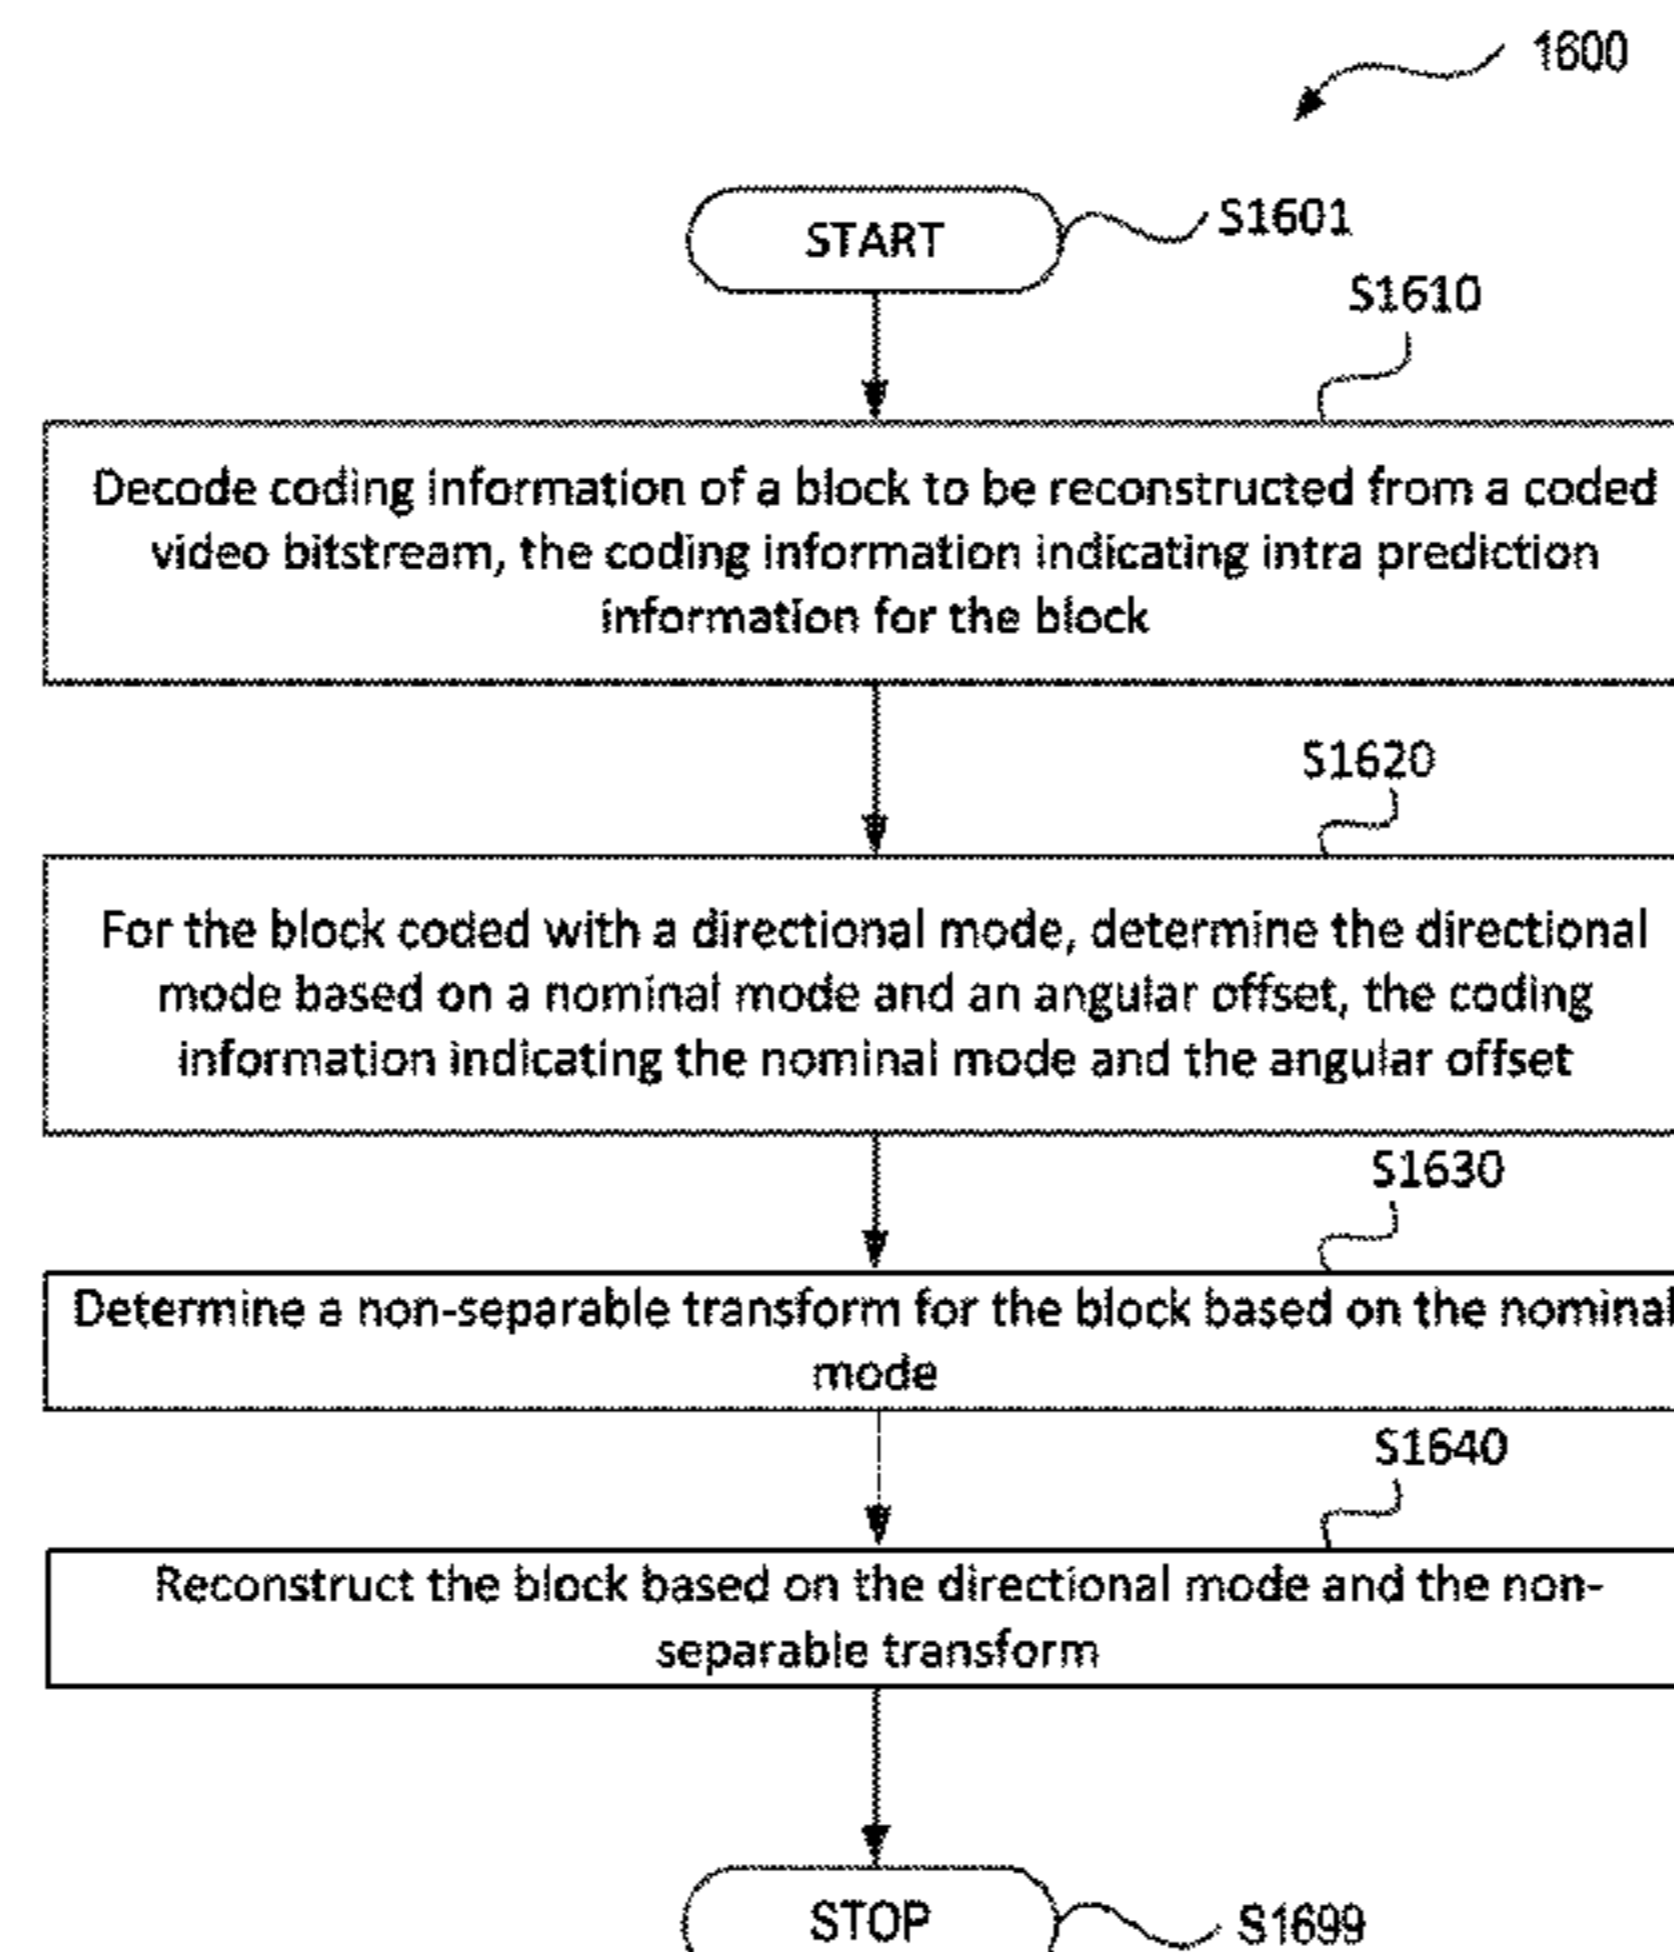 1600
START
S1601
S1610
Decode coding information of a block to be reconstructed from a coded
video bitstream, the coding information indicating intra prediction
information for the block
S1620
For the block coded with a directional mode, determine the directional
mode based on a nominal mode and an angular offset, the coding
information indicating the nominal mode and the angular offset
S1630
Determine a non-separable transform for the block based on the nominal
mode
S1640
Reconstruct the block based on the directional mode and the non-
separable transform
STOP
S1699